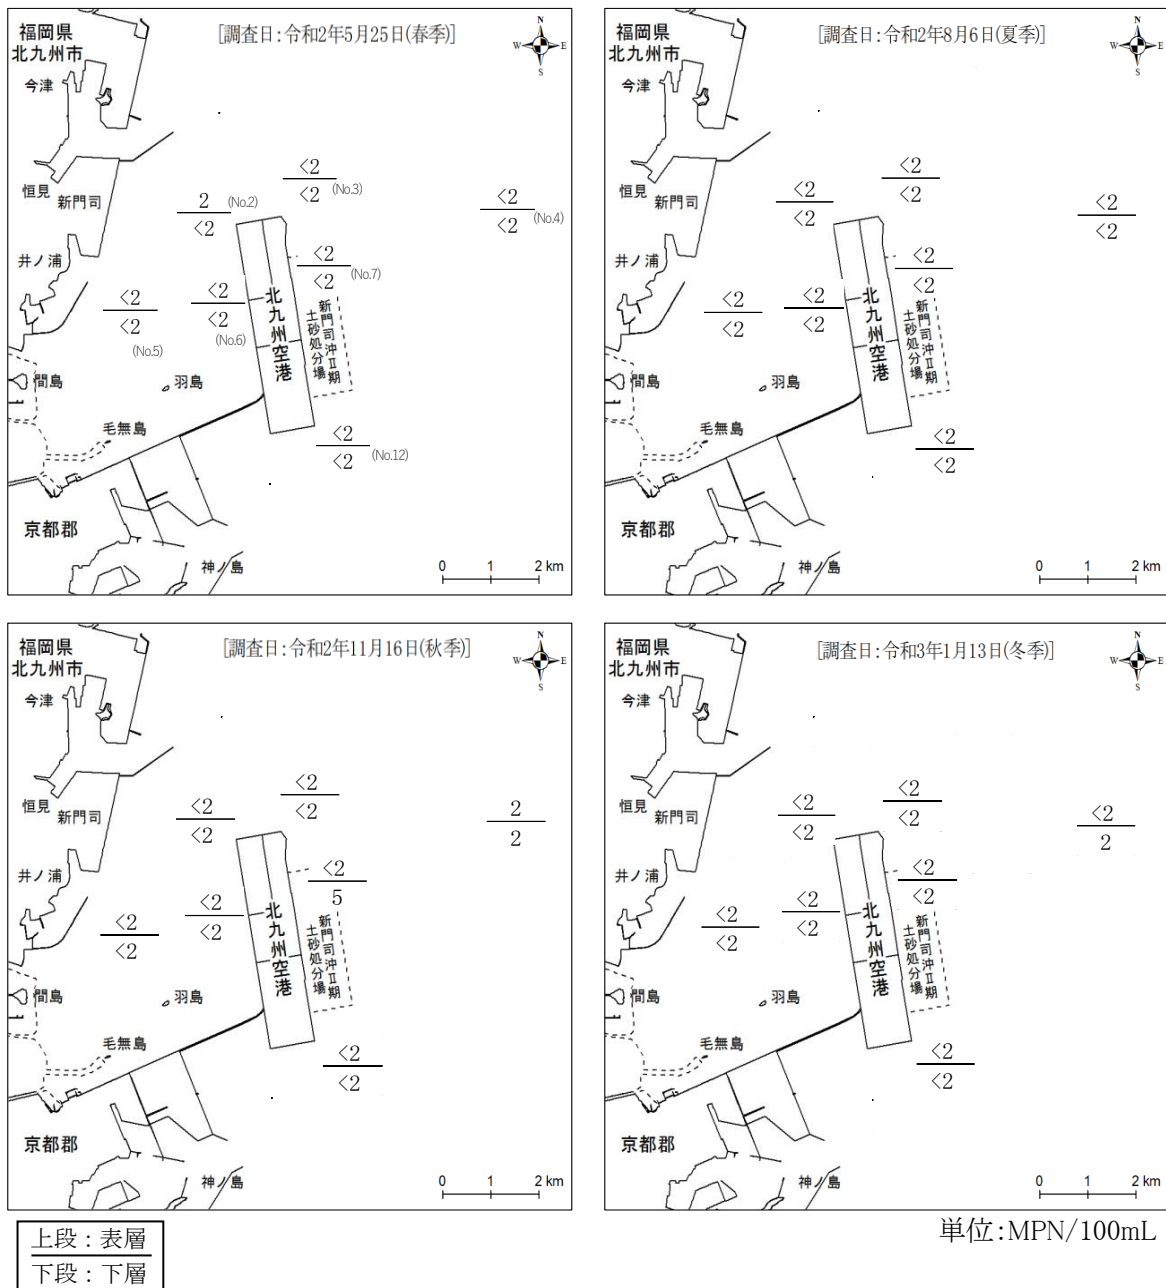 福岡県
北九州市
[調査日:令和2年5月25日(春季)]
N
W E
S
今津
恒見
新門司
<2
<2 (No.3)
2 (No.2)
<2
<2
<2 (No.4)
井ノ浦
<2
<2 (No.7)
<2
<2
(No.5)
<2
<2
(No.6)
北九州空港
新門司沖Ⅱ期
土砂処分場
間島
羽島
毛無島
<2
<2 (No.12)
京都郡
神ノ島
0 1 2 km
福岡県
北九州市
[調査日:令和2年8月6日(夏季)]
N
W E
S
今津
恒見
新門司
<2
<2
<2
<2
<2
<2
井ノ浦
<2
<2
<2
<2
<2
<2
北九州空港
新門司沖Ⅱ期
土砂処分場
間島
羽島
毛無島
<2
<2
京都郡
神ノ島
0 1 2 km
福岡県
北九州市
[調査日:令和2年11月16日(秋季)]
N
W E
S
今津
恒見
新門司
<2
<2
<2
<2
2
2
井ノ浦
<2
5
<2
<2
<2
<2
北九州空港
新門司沖Ⅱ期
土砂処分場
間島
羽島
毛無島
<2
<2
京都郡
神ノ島
0 1 2 km
福岡県
北九州市
[調査日:令和3年1月13日(冬季)]
N
W E
S
今津
恒見
新門司
<2
<2
<2
<2
<2
2
井ノ浦
<2
<2
<2
<2
<2
<2
北九州空港
新門司沖Ⅱ期
土砂処分場
間島
羽島
毛無島
<2
<2
京都郡
神ノ島
0 1 2 km
上段:表層
下段:下層
単位:MPN/100mL